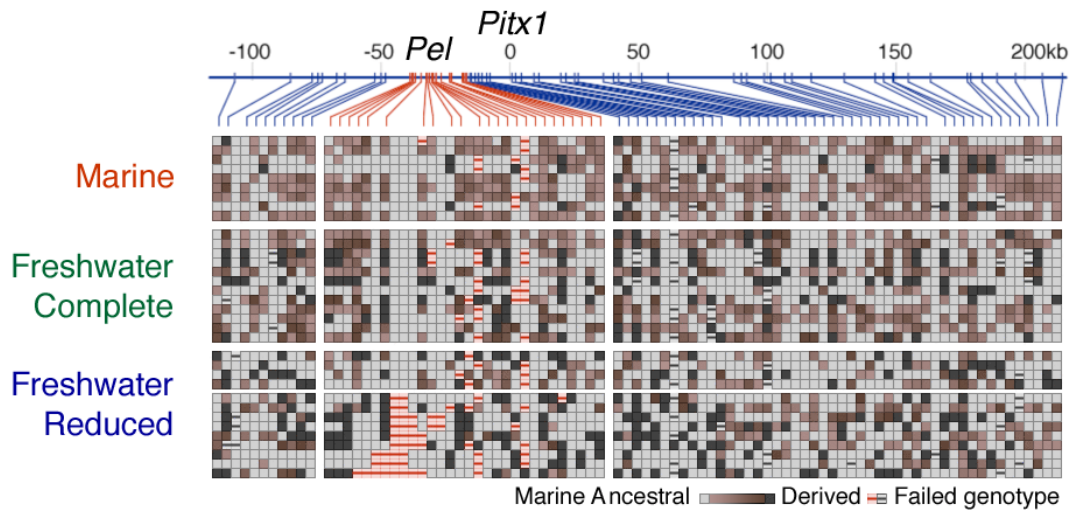 Pitx1
Pel
-100 -50 0 50 100 150 200kb
Marine
Freshwater
Complete
Freshwater
Reduced
Marine Ancestral Derived Failed genotype